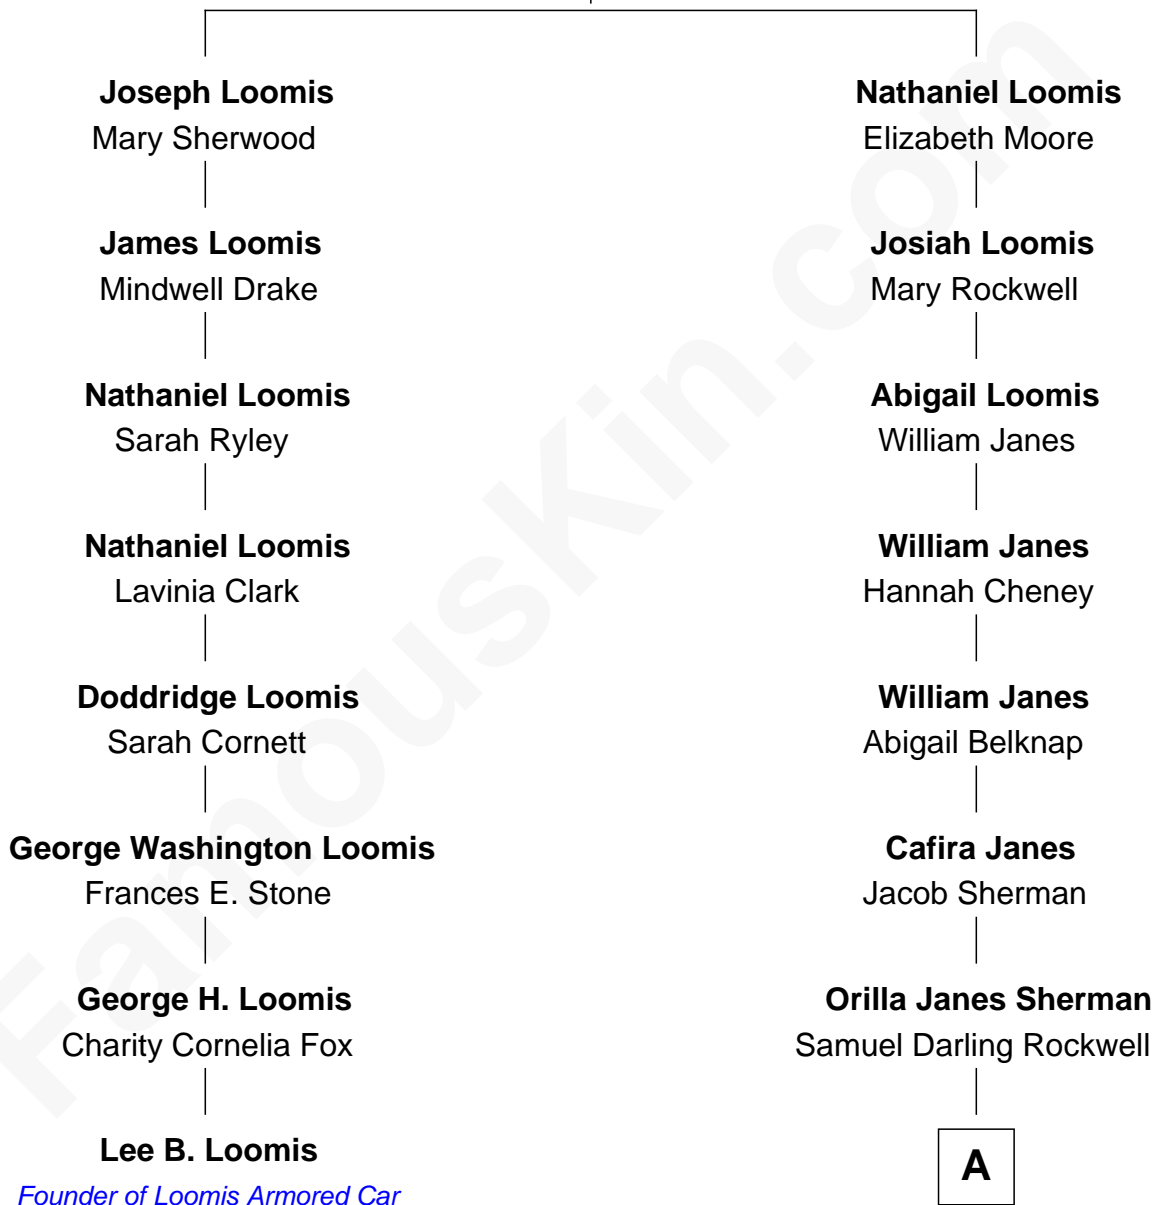 Joseph Loomis
Mary Sherwood
Nathaniel Loomis
Elizabeth Moore
James Loomis
Mindwell Drake
Josiah Loomis
Mary Rockwell
Nathaniel Loomis
Sarah Ryley
Abigail Loomis
William Janes
Nathaniel Loomis
Lavinia Clark
William Janes
Hannah Cheney
Doddridge Loomis
Sarah Cornett
William Janes
Abigail Belknap
George Washington Loomis
Frances E. Stone
Cafira Janes
Jacob Sherman
George H. Loomis
Charity Cornelia Fox
Orilla Janes Sherman
Samuel Darling Rockwell
Lee B. Loomis
Founder of Loomis Armored Car
A
FamousKin.com